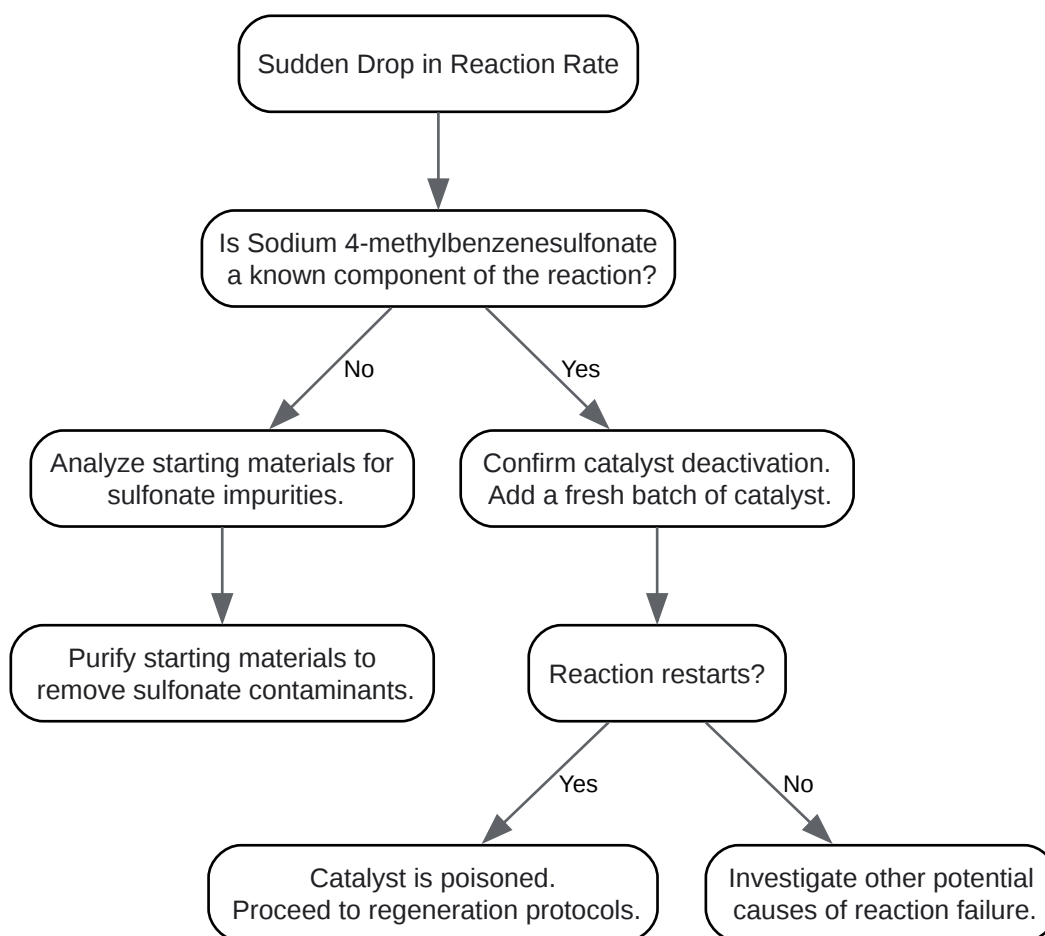 Sudden Drop in Reaction Rate
Is Sodium 4-methylbenzenesulfonate
a known component of the reaction?
No
Yes
Analyze starting materials for
sulfonate impurities.
Confirm catalyst deactivation.
Add a fresh batch of catalyst.
Purify starting materials to
remove sulfonate contaminants.
Reaction restarts?
Yes
No
Catalyst is poisoned.
Proceed to regeneration protocols.
Investigate other potential
causes of reaction failure.